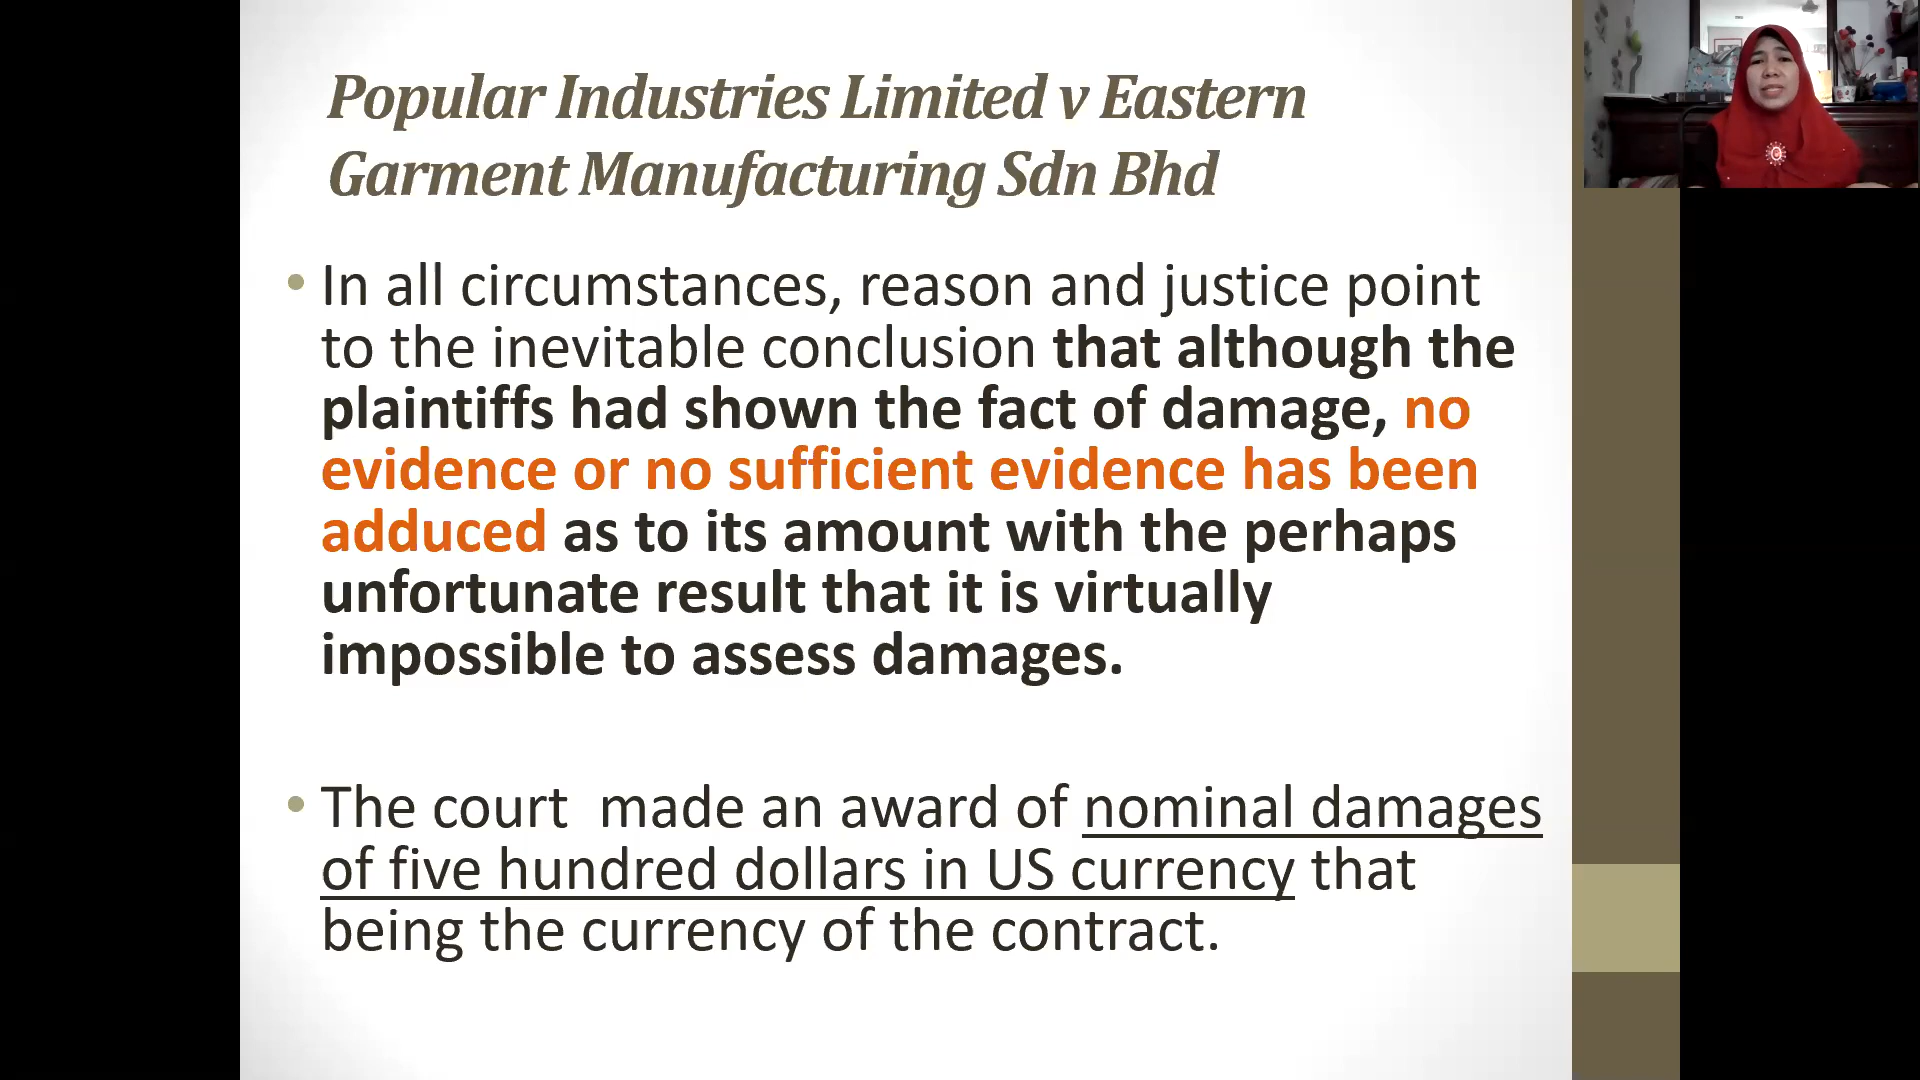 Popular Industries Limited v Eastern
Garment Manufacturing Sdn Bhd
• In all circumstances, reason and justice point
to the inevitable conclusion that although the
plaintiffs had shown the fact of damage, no
evidence or no sufficient evidence has been
adduced as to its amount with the perhaps
unfortunate result that it is virtually
impossible to assess damages.
• The court  made an award of nominal damages
of five hundred dollars in US currency that
being the currency of the contract.